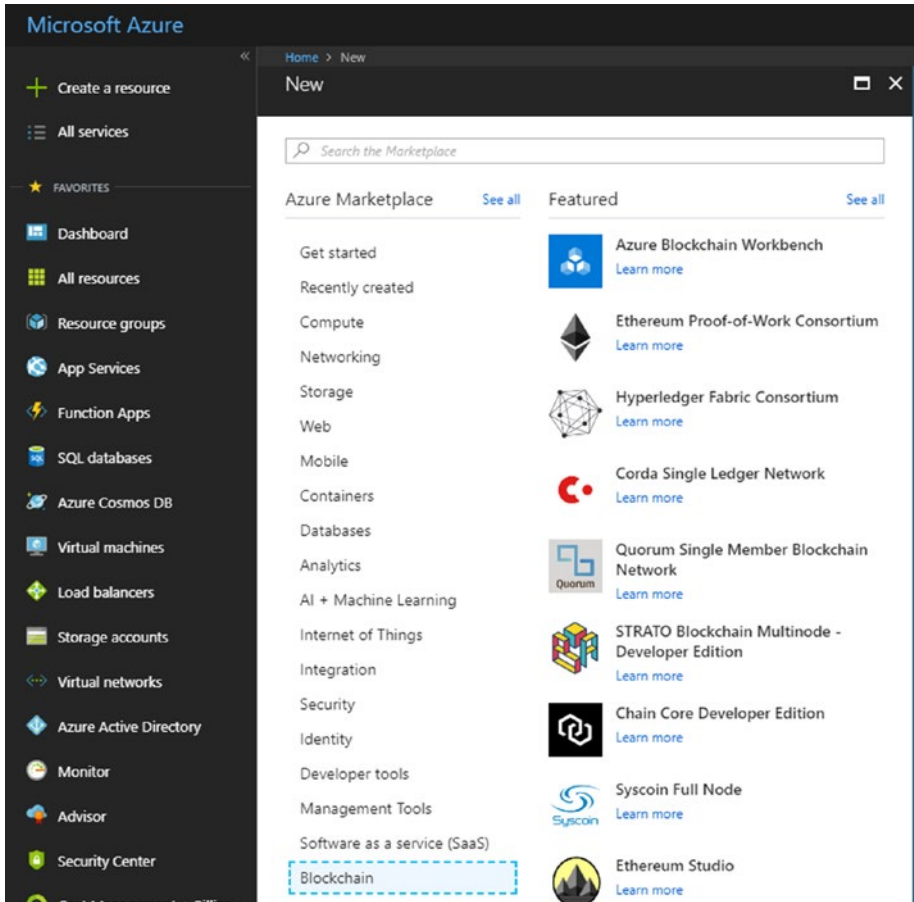 Microsoft Azure
«
Create a resource
All services
FAVORITES
Dashboard
All resources
Resource groups
App Services
Function Apps
SQL
SQL databases
Azure Cosmos DB
Virtual machines
Load balancers
Storage accounts
Virtual networks
Azure Active Directory
Monitor
Advisor
Security Center
Home > New
New
Search the Marketplace
Azure Marketplace See all
Get started
Recently created
Compute
Networking
Storage
Web
Mobile
Containers
Databases
Analytics
AI + Machine Learning
Internet of Things
Integration
Security
Identity
Developer tools
Management Tools
Software as a service (SaaS)
Blockchain
Featured See all
Azure Blockchain Workbench
Learn more
Ethereum Proof-of-Work Consortium
Learn more
Hyperledger Fabric Consortium
Learn more
Corda Single Ledger Network
Learn more
Quorum
Quorum Single Member Blockchain
Network
Learn more
STRATO Blockchain Multinode -
Developer Edition
Learn more
Chain Core Developer Edition
Learn more
Syscoin
Syscoin Full Node
Learn more
Ethereum Studio
Learn more